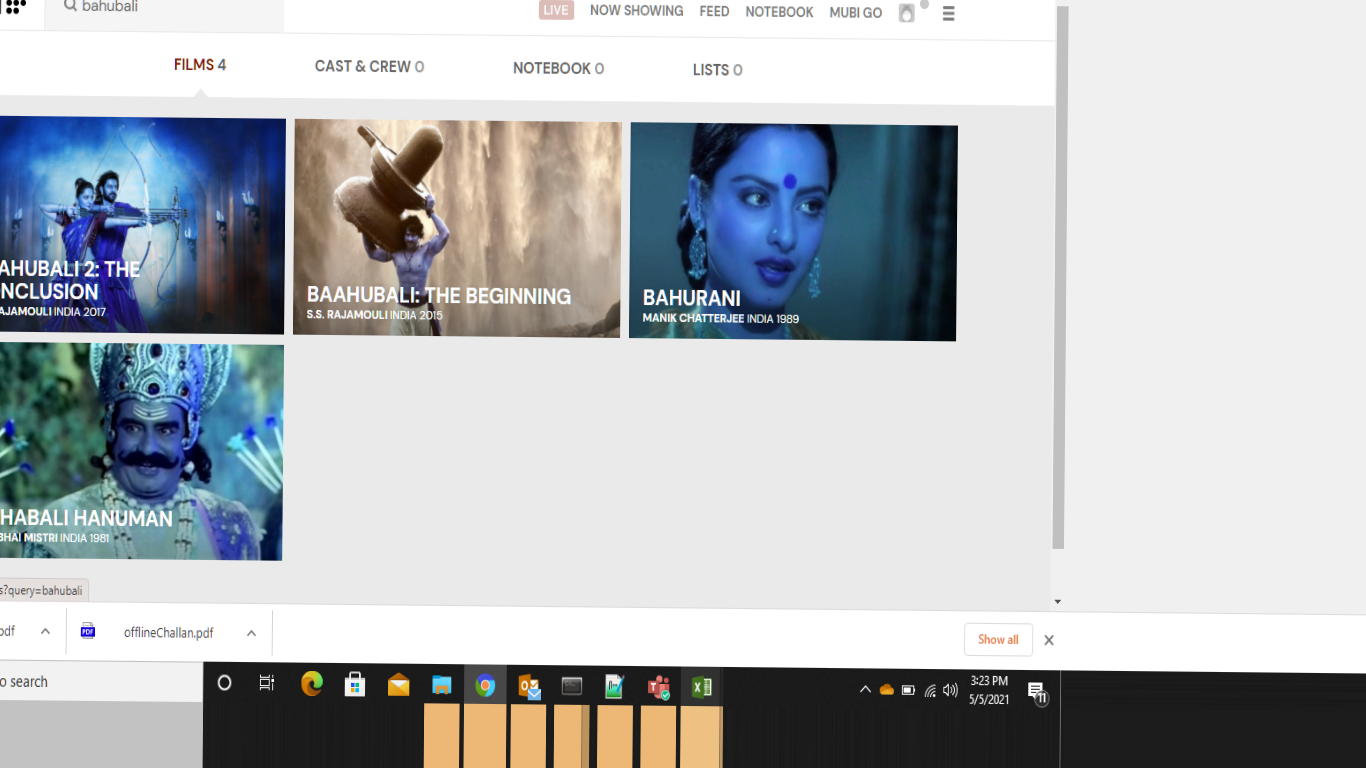 bahubali
LIVE NOW SHOWING FEED NOTEBOOK MUBI GO
FILMS 4 CAST & CREW 0 NOTEBOOK 0 LISTS 0
AHUBALI 2: THE
NCLUSION
AJAMOULI INDIA 2017
BAAHUBALI: THE BEGINNING
S.S. RAJAMOULI INDIA 2015
BAHURANI
MANIK CHATTERJEE INDIA 1989
HABALI HANUMAN
BHAI MISTRI INDIA 1981
s?query=bahubali
pdf
PDF offlineChallan.pdf
Show all
o search
3:23 PM
5/5/2021
11